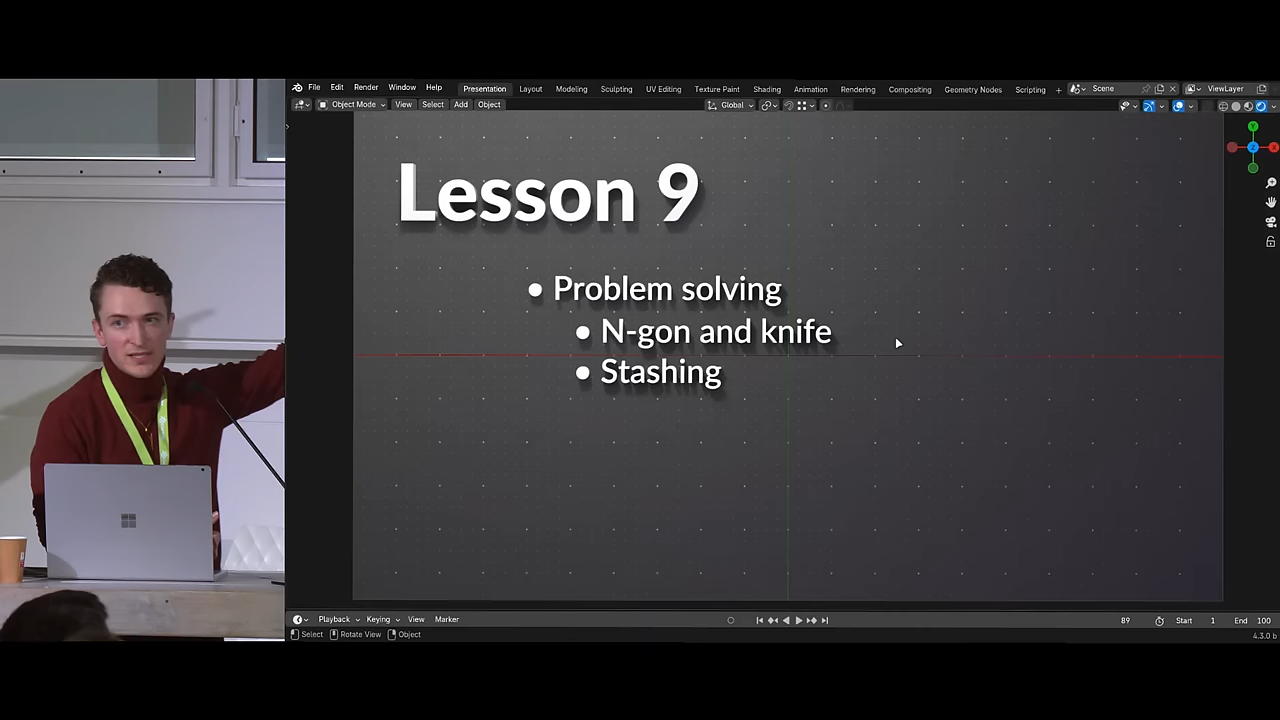 File Edit Render Window Help Presentation Layout Modeling Sculpting UV Editing Texture Paint Shading Animation Rendering Compositing Geometry Nodes Scripting + Scene ViewLayer
Object Mode View Select Add Object Global
Y
Z X
Lesson 9
• Problem solving
• N-gon and knife
• Stashing
Playback Keying View Marker 89 Start 1 End 100
Select Rotate View Object 4.3.0 b